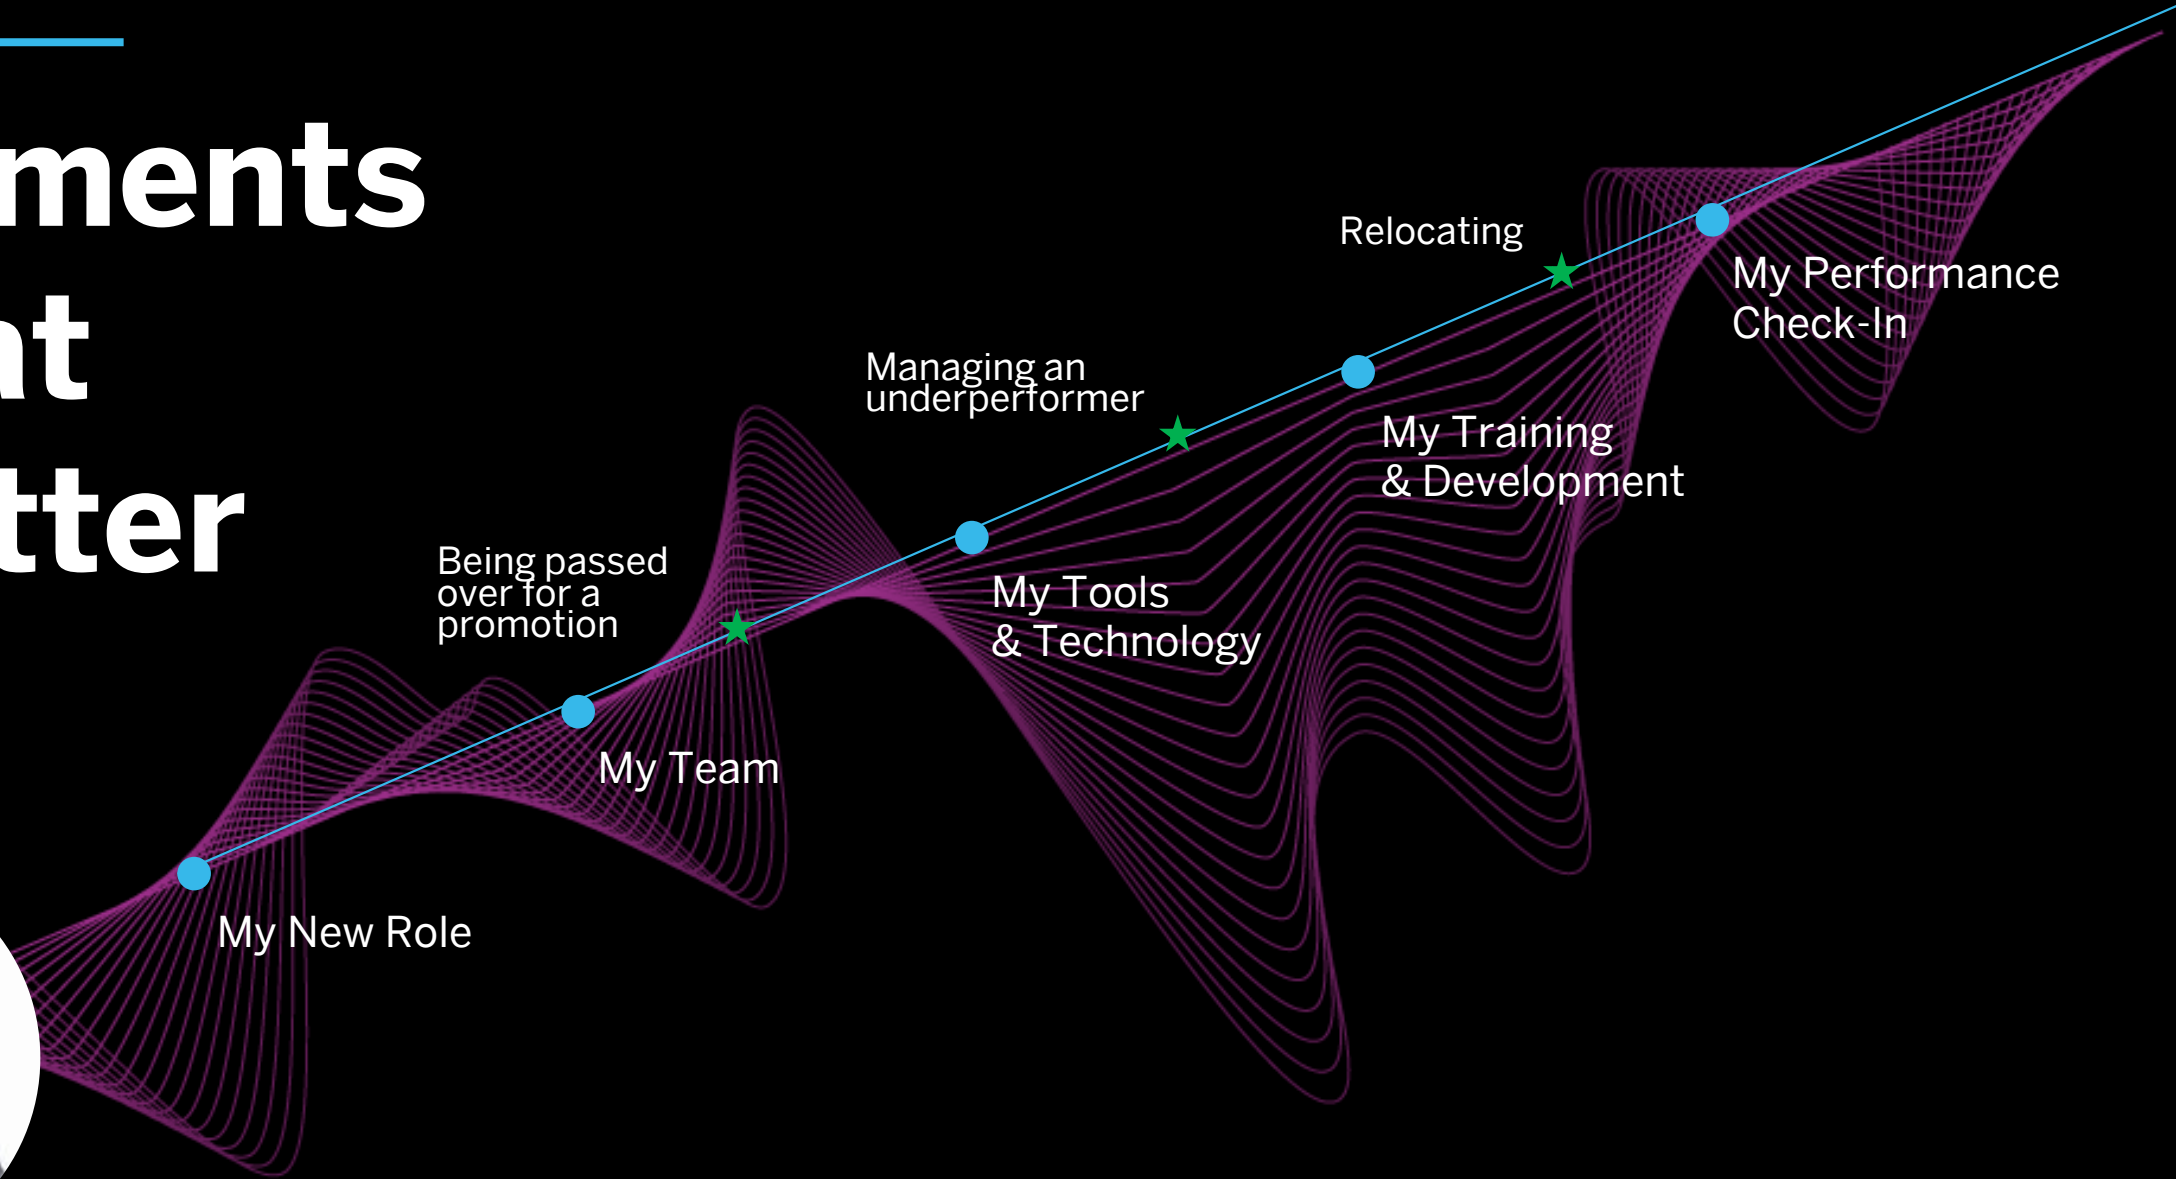 ments
at
tter
Relocating
My Performance
Check-In
Managing an
underperformer
My Training
& Development
Being passed
over for a
promotion
My Tools
& Technology
My Team
My New Role